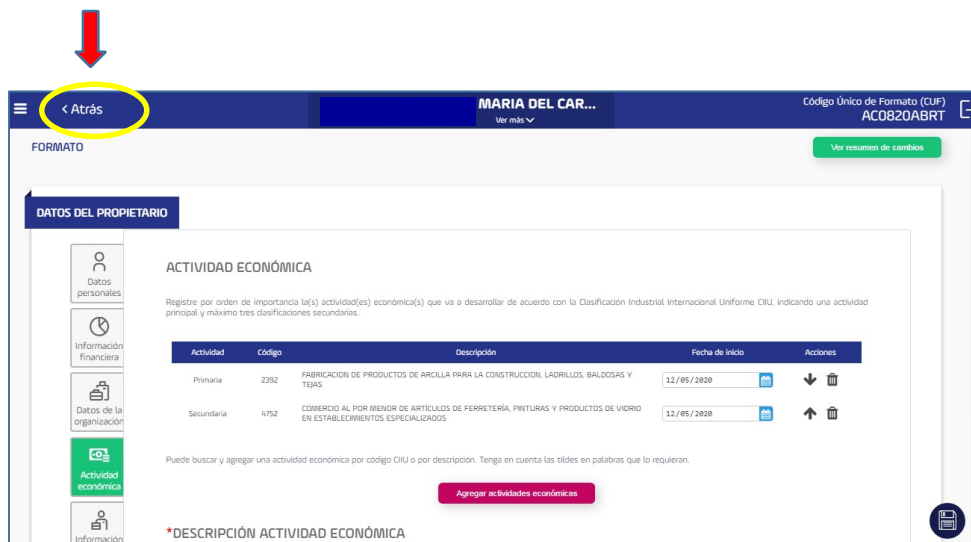 < Atrás
MARIA DEL CAR...
Ver más
Código Único de Formato (CUF)
AC0820ABRT
FORMATO
Ver resumen de cambios
DATOS DEL PROPIETARIO
Datos
personales
Información
financiera
Datos de la
organización
Actividad
económica
Información
ACTIVIDAD ECONÓMICA
Registre por orden de importancia la(s) actividad(es) económica(s) que va a desarrollar de acuerdo con la Clasificación Industrial Internacional Uniforme CIIU, indicando una actividad
principal y máximo tres clasificaciones secundarias.
Actividad Código Descripción Fecha de inicio Acciones
Primaria 2392 FABRICACION DE PRODUCTOS DE ARCILLA PARA LA CONSTRUCCION, LADRILLOS, BALDOSAS Y
TEJAS 12/05/2020
Secundaria 4752 COMERCIO AL POR MENOR DE ARTÍCULOS DE FERRETERÍA, PINTURAS Y PRODUCTOS DE VIDRIO
EN ESTABLECIMIENTOS ESPECIALIZADOS 12/05/2020
Puede buscar y agregar una actividad económica por código CIIU o por descripción. Tenga en cuenta las tildes en palabras que lo requieran.
Agregar actividades económicas
*DESCRIPCIÓN ACTIVIDAD ECONÓMICA